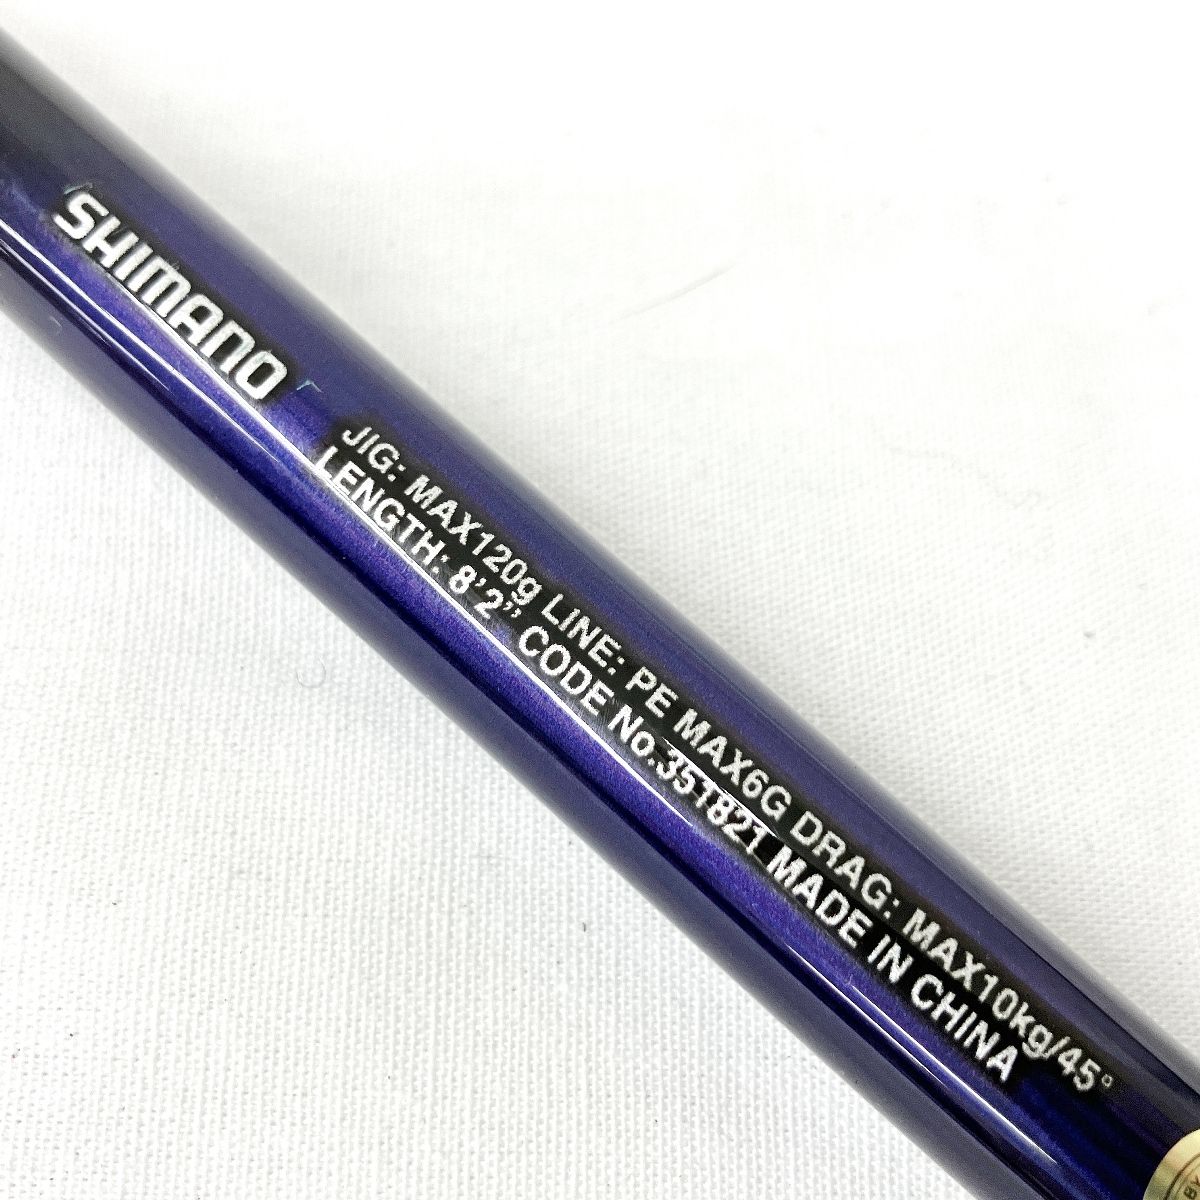 SHIMANO
JIG: MAX120g LINE: PE MAX6G DRAG: MAX10kg/45°
LENGTH: 8'2" CODE No.351821 MADE IN CHINA